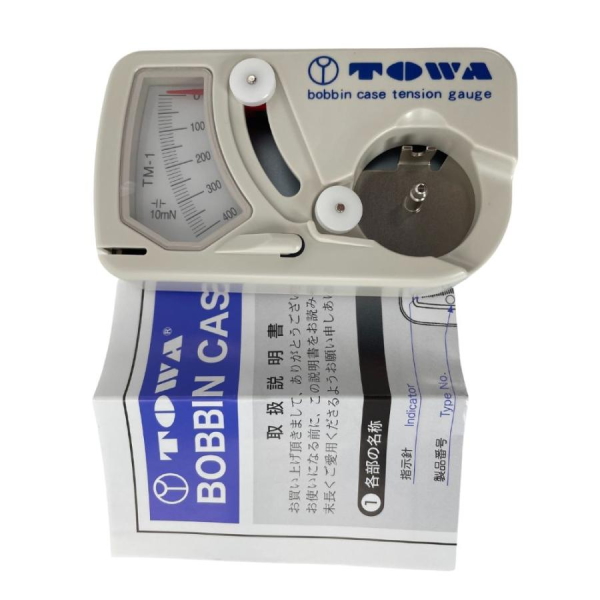 TOWA
bobbin case tension gauge
0
100
200
300
400
TM-1
10mN
TOWA®
BOBBIN CAS
取扱説明書
お買い上げ頂きまして、ありがとうござい
お使いになる前に、この説明書をお読み
末長くご愛用くださるようお願い申しあい
1 各部の名称
指示針 Indicator
製品番号 Type No.